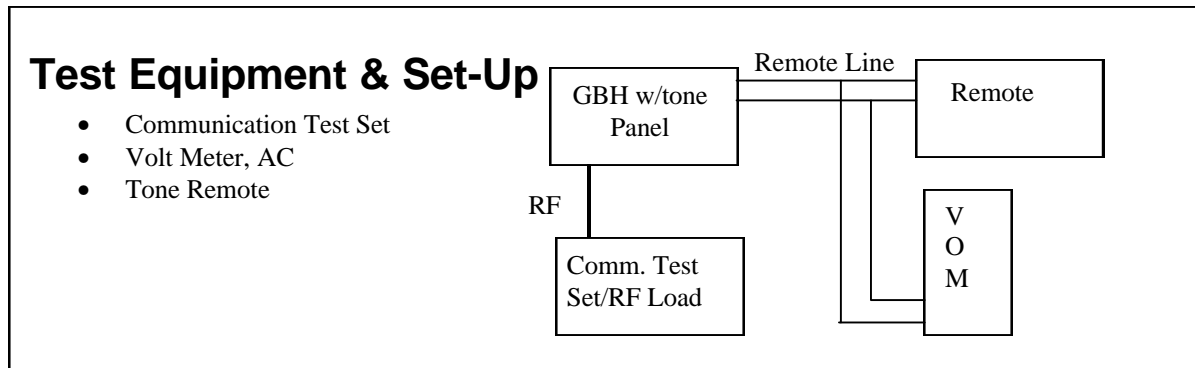 Test Equipment & Set-Up
• Communication Test Set
• Volt Meter, AC
• Tone Remote
GBH w/tone
Panel
Remote Line
Remote
RF
Comm. Test
Set/RF Load
V
O
M